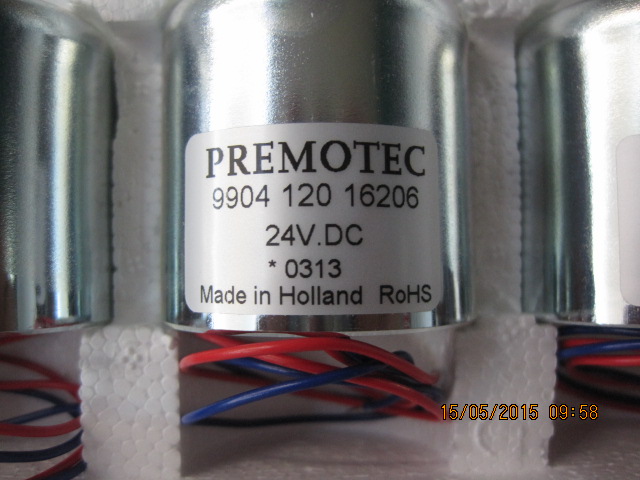 PREMOTEC
9904 120 16206
24V.DC
* 0313
Made in Holland RoHS
15/05/2015 09:58